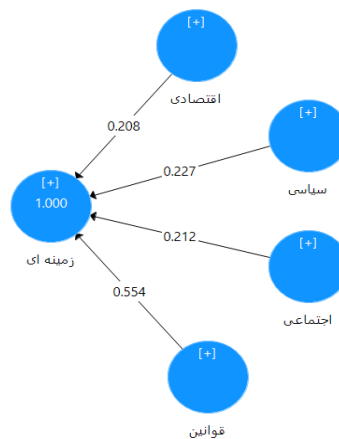 [+]
اقتصادی
0.208
[+]
سیاسی
0.227
[+]
1.000
زمینه ای
0.212
[+]
اجتماعی
0.554
[+]
قوانین